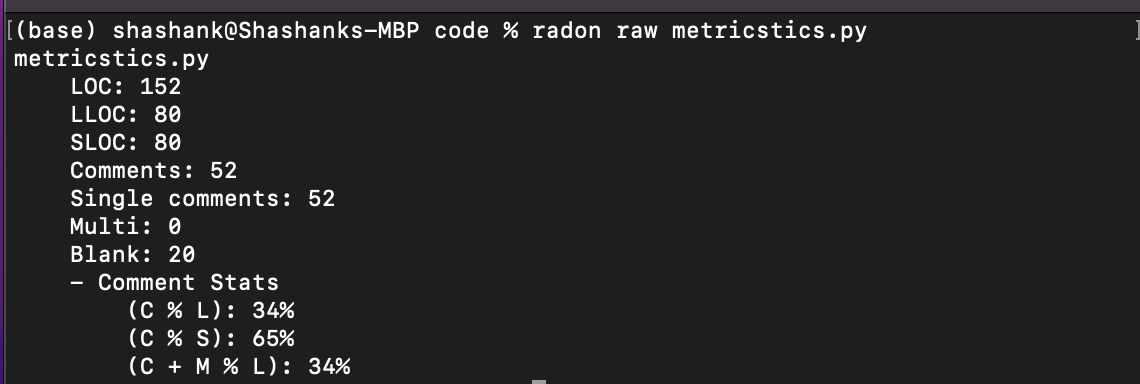 [(base) shashank@Shashanks-MBP code % radon raw metricstics.py ]
metricstics.py
LOC: 152
LLOC: 80
SLOC: 80
Comments: 52
Single comments: 52
Multi: 0
Blank: 20
- Comment Stats
(C % L): 34%
(C % S): 65%
(C + M % L): 34%